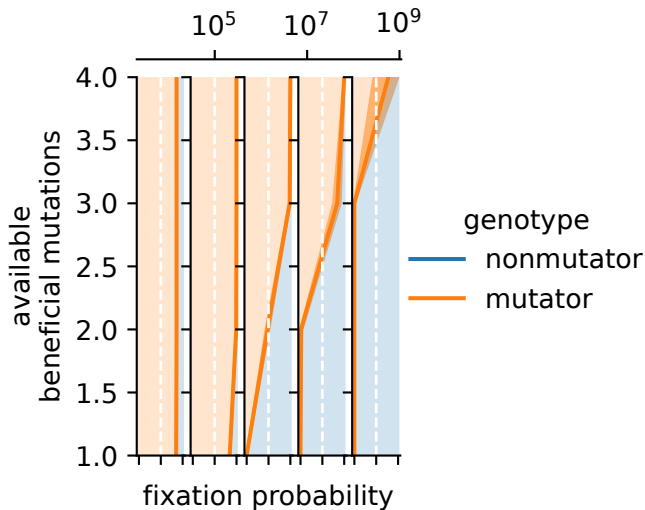 10^5 10^7 10^9
4.0
3.5
3.0
2.5
2.0
1.5
1.0
available
beneficial mutations
fixation probability
genotype
nonmutator
mutator